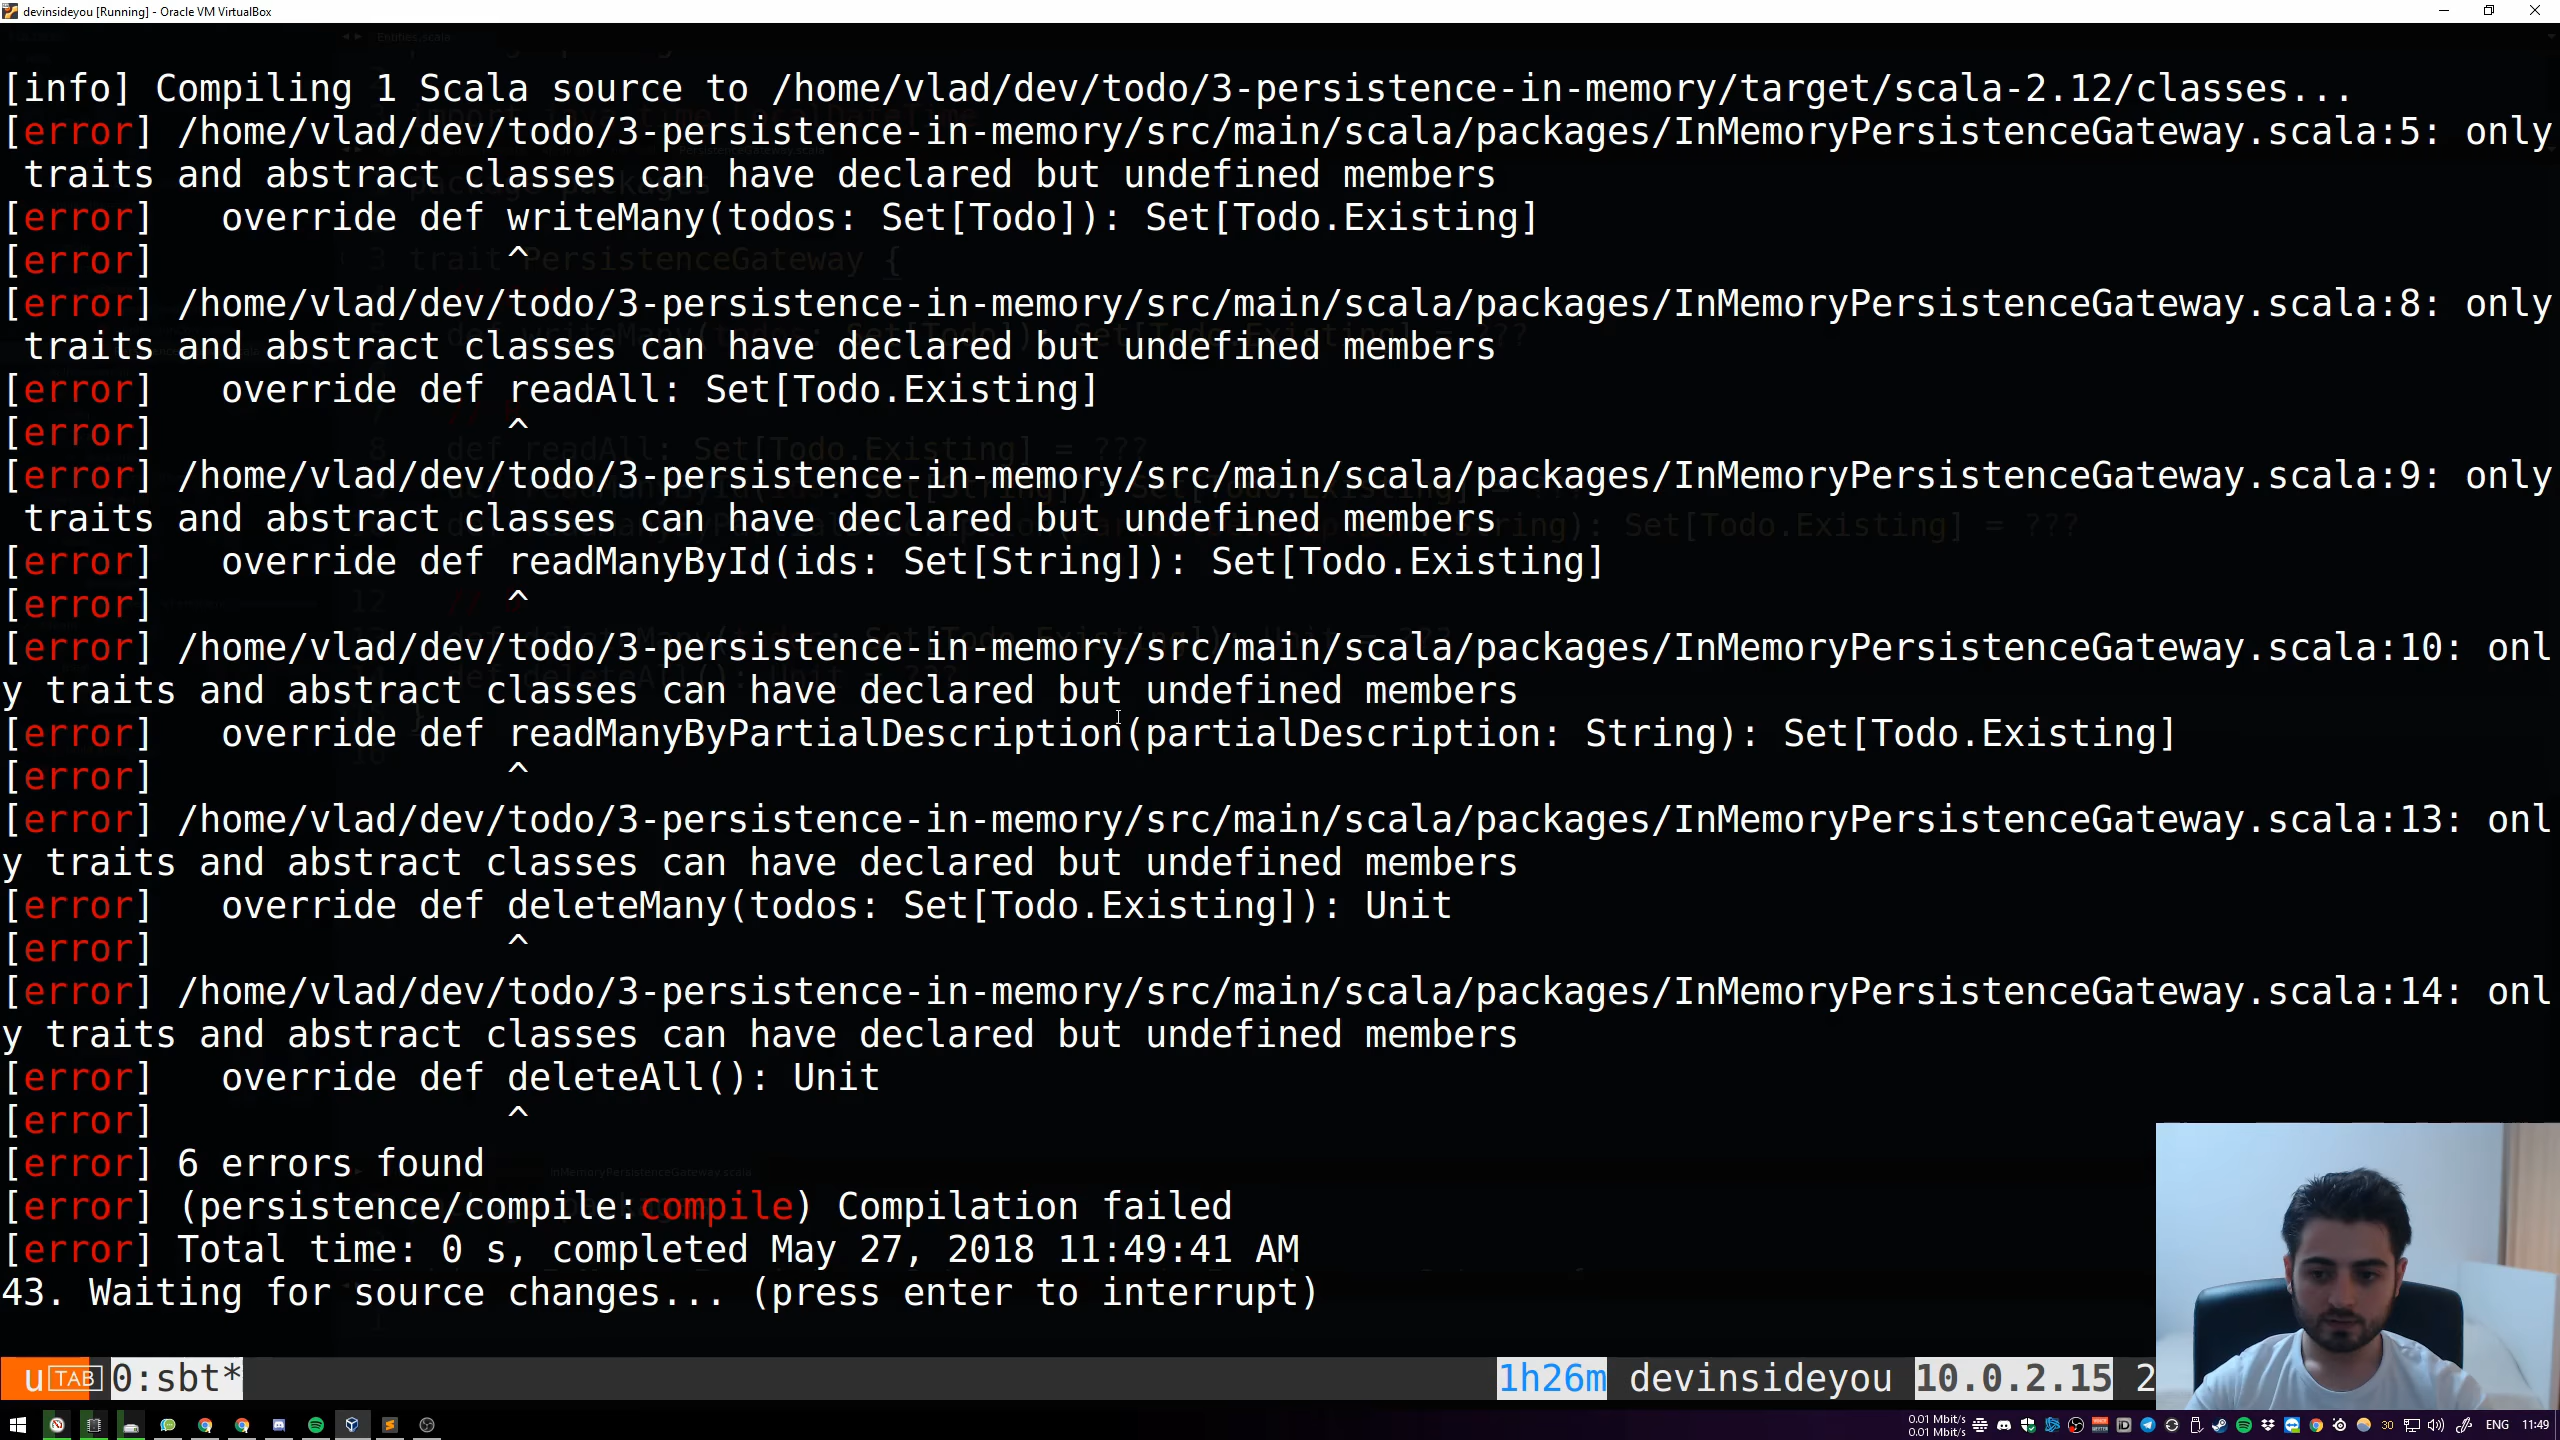 devinsideyou [Running] - Oracle VM VirtualBox
Entities.scala
[info] Compiling 1 Scala source to /home/vlad/dev/todo/3-persistence-in-memory/target/scala-2.12/classes...
[error] /home/vlad/dev/todo/3-persistence-in-memory/src/main/scala/packages/InMemoryPersistenceGateway.scala:5: only
 traits and abstract classes can have declared but undefined members
[error]   override def writeMany(todos: Set[Todo]): Set[Todo.Existing]
[error]                ^
[error] /home/vlad/dev/todo/3-persistence-in-memory/src/main/scala/packages/InMemoryPersistenceGateway.scala:8: only
 traits and abstract classes can have declared but undefined members
[error]   override def readAll: Set[Todo.Existing]
[error]                ^
[error] /home/vlad/dev/todo/3-persistence-in-memory/src/main/scala/packages/InMemoryPersistenceGateway.scala:9: only
 traits and abstract classes can have declared but undefined members
[error]   override def readManyById(ids: Set[String]): Set[Todo.Existing]
[error]                ^
[error] /home/vlad/dev/todo/3-persistence-in-memory/src/main/scala/packages/InMemoryPersistenceGateway.scala:10: onl
y traits and abstract classes can have declared but undefined members
[error]   override def readManyByPartialDescription(partialDescription: String): Set[Todo.Existing]
[error]                ^
[error] /home/vlad/dev/todo/3-persistence-in-memory/src/main/scala/packages/InMemoryPersistenceGateway.scala:13: onl
y traits and abstract classes can have declared but undefined members
[error]   override def deleteMany(todos: Set[Todo.Existing]): Unit
[error]                ^
[error] /home/vlad/dev/todo/3-persistence-in-memory/src/main/scala/packages/InMemoryPersistenceGateway.scala:14: onl
y traits and abstract classes can have declared but undefined members
[error]   override def deleteAll(): Unit
[error]                ^
[error] 6 errors found
[error] (persistence/compile:compile) Compilation failed
[error] Total time: 0 s, completed May 27, 2018 11:49:41 AM
43. Waiting for source changes... (press enter to interrupt)
u TAB 0:sbt* 1h26m devinsideyou 10.0.2.15 2
0.01 Mbit/s
0.01 Mbit/s
30 ENG 11:49